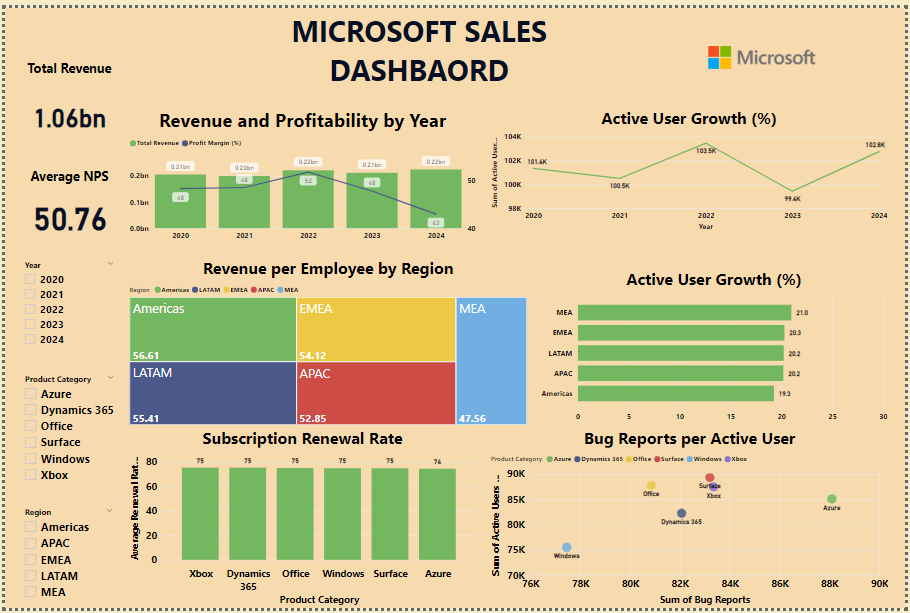 MICROSOFT SALES
DASHBAORD
Microsoft
Total Revenue
1.06bn
Average NPS
50.76
Year
2020
2021
2022
2023
2024
Product Category
Azure
Dynamics 365
Office
Surface
Windows
Xbox
Region
Americas
APAC
EMEA
LATAM
MEA
Revenue and Profitability by Year
Total Revenue Profit Margin (%)
0.21bn 0.20bn 0.22bn 0.21bn 0.22bn
0.2bn
0.1bn
0.0bn
48 48 52 48 43
50
40
2020 2021 2022 2023 2024
Active User Growth (%)
Sum of Active User...
104K
102K
100K
98K
101.4K 100.5K 103.5K 99.4K 102.8K
2020 2021 2022 2023 2024
Year
Revenue per Employee by Region
Region Americas LATAM EMEA APAC MEA
Americas
56.61
EMEA
54.12
MEA
47.56
LATAM
55.41
APAC
52.85
Active User Growth (%)
MEA 21.0
EMEA 20.3
LATAM 20.2
APAC 20.2
Americas 19.3
0 5 10 15 20 25 30
Subscription Renewal Rate
Average Renewal Rat...
80
60
40
20
0
75 75 75 75 75 74
Xbox Dynamics 365 Office Windows Surface Azure
Product Category
Bug Reports per Active User
Product Category Azure Dynamics 365 Office Surface Windows Xbox
Sum of Active Users ...
90K
85K
80K
75K
70K
Office
Surface
Xbox
Azure
Dynamics 365
Windows
76K 78K 80K 82K 84K 86K 88K 90K
Sum of Bug Reports